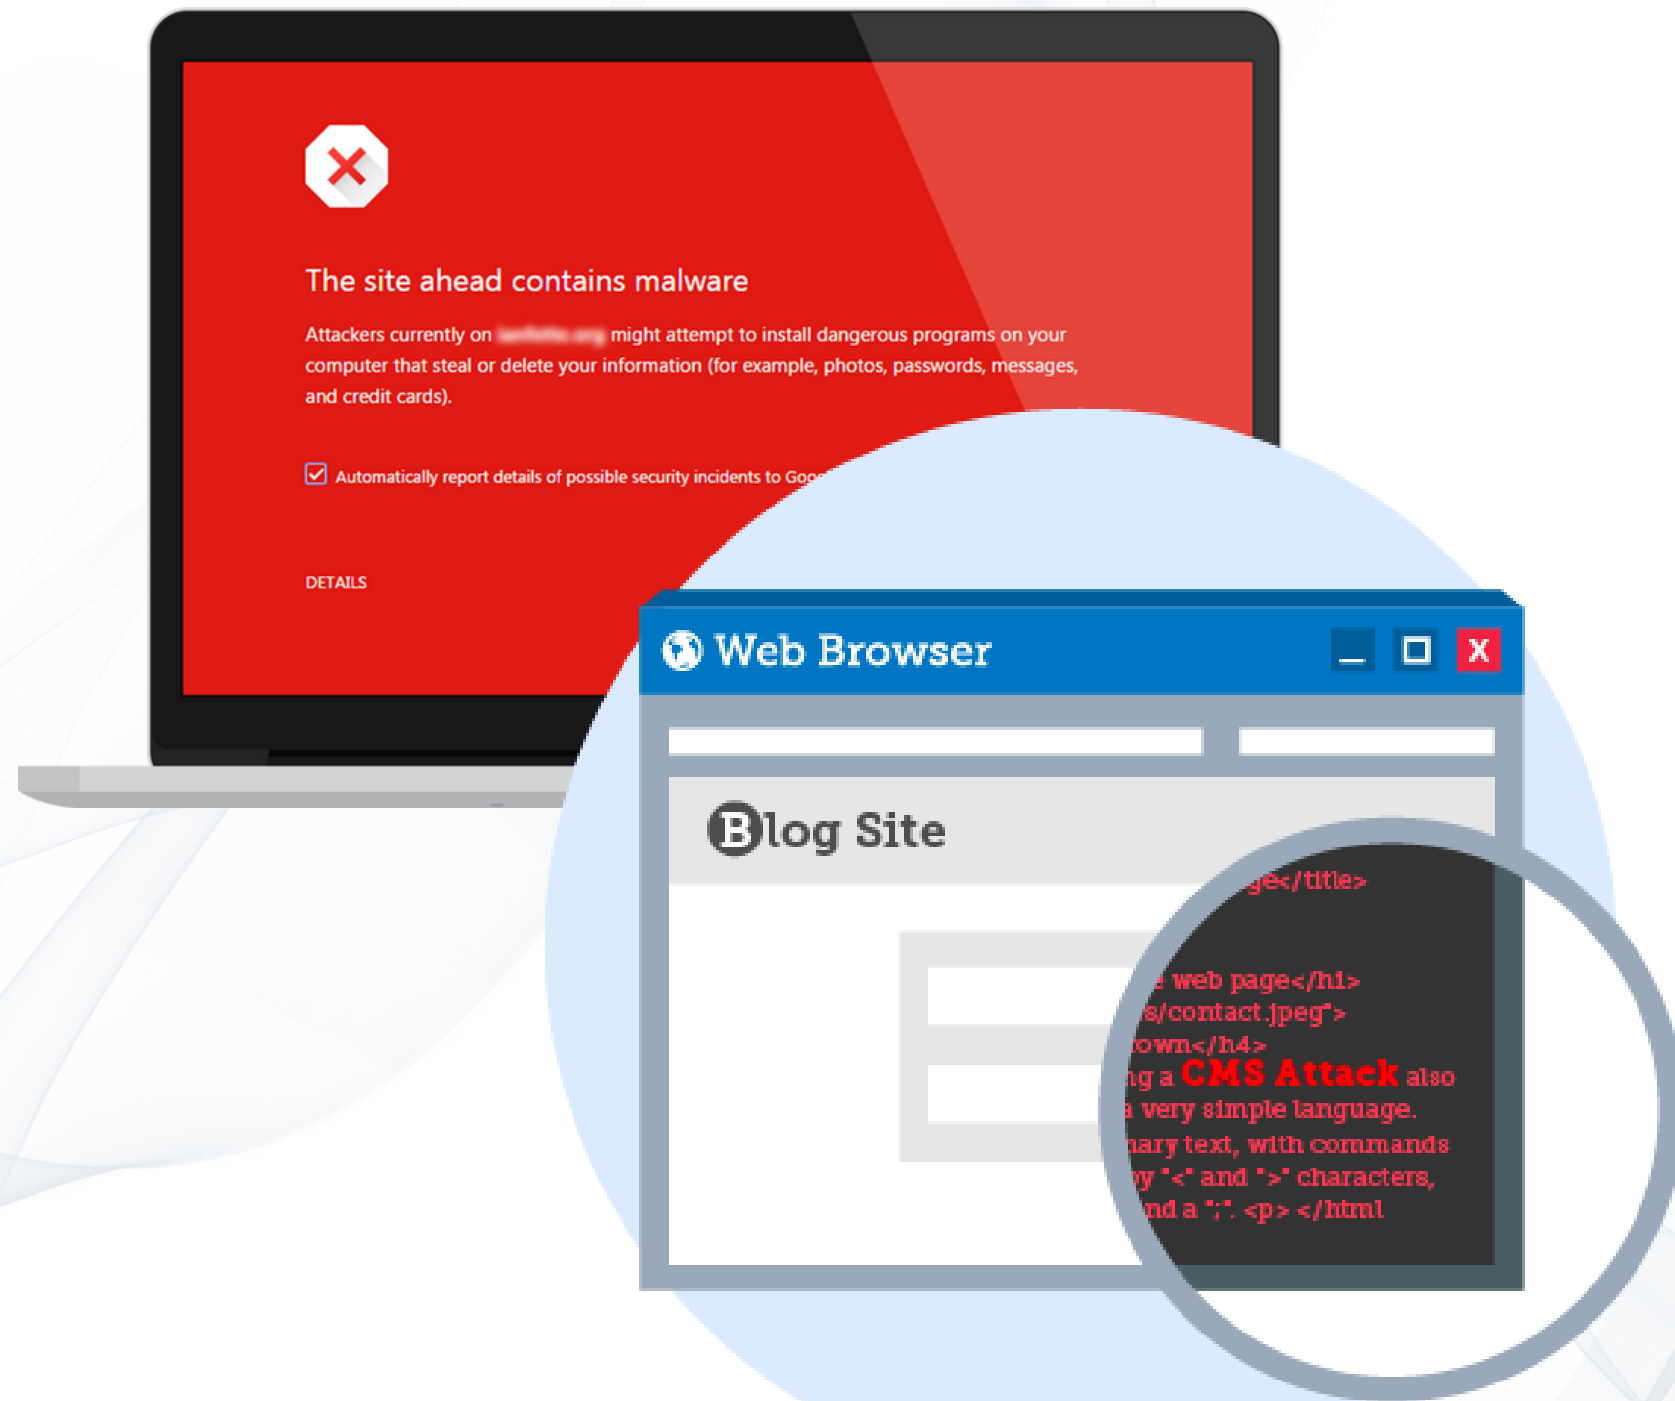 The site ahead contains malware
Attackers currently on might attempt to install dangerous programs on your
computer that steal or delete your information (for example, photos, passwords, messages,
and credit cards).
Automatically report details of possible security incidents to
DETAILS
Web Browser
X
Blog Site
</title>
web page</h1>
s/contact.jpeg">
</h4>
a CMS Attack also
a very simple language.
text, with commands
"<" and ">" characters,
a ";". <p> </html